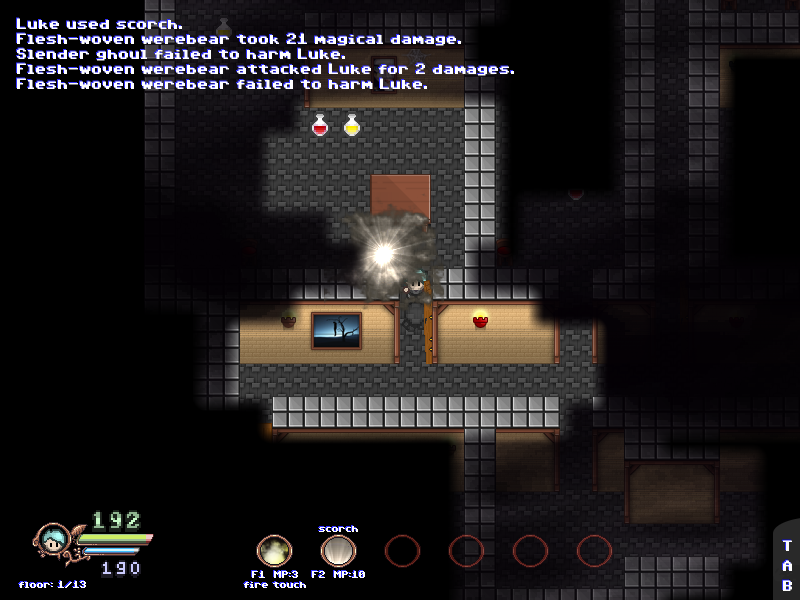 Luke used scorch.
Flesh-woven werebear took 21 magical damage.
Slender ghoul failed to harm Luke.
Flesh-woven werebear attacked Luke for 2 damages.
Flesh-woven werebear failed to harm Luke.
192
190
floor: 1/13
scorch
F1 MP:3 F2 MP:10
fire touch
T
A
B